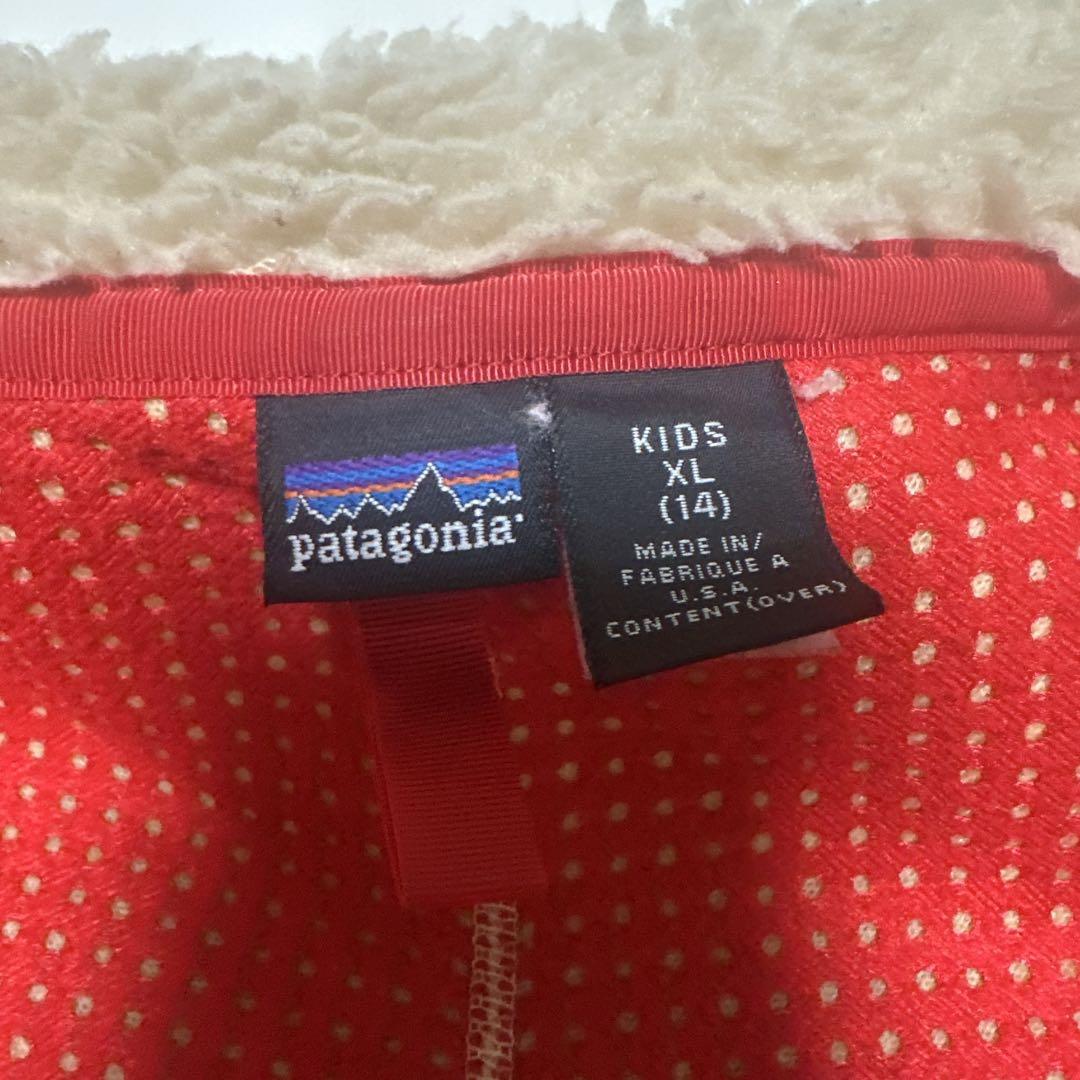 patagonia
KIDS
XL
(14)
MADE IN/
FABRIQUE A
U.S.A.
CONTENT (OVER)